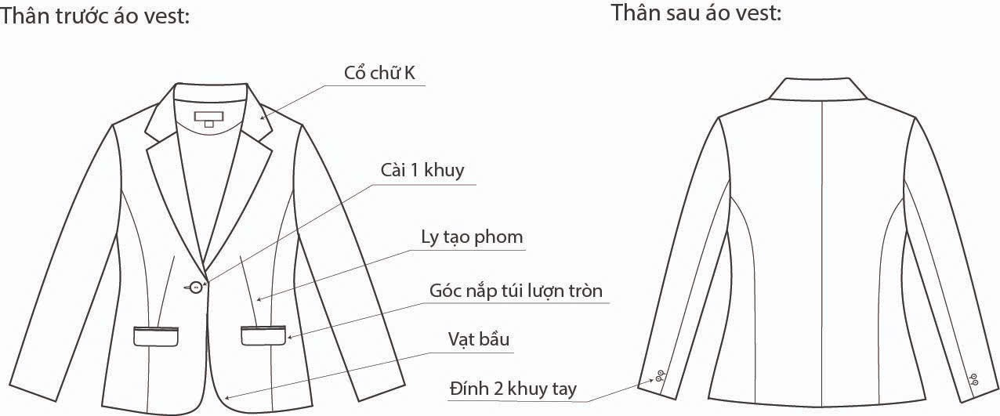 Thân trước áo vest:
Thân sau áo vest:
Cổ chữ K
Cài 1 khuy
Ly tạo phom
Góc nắp túi lượn tròn
Vạt bầu
Đính 2 khuy tay